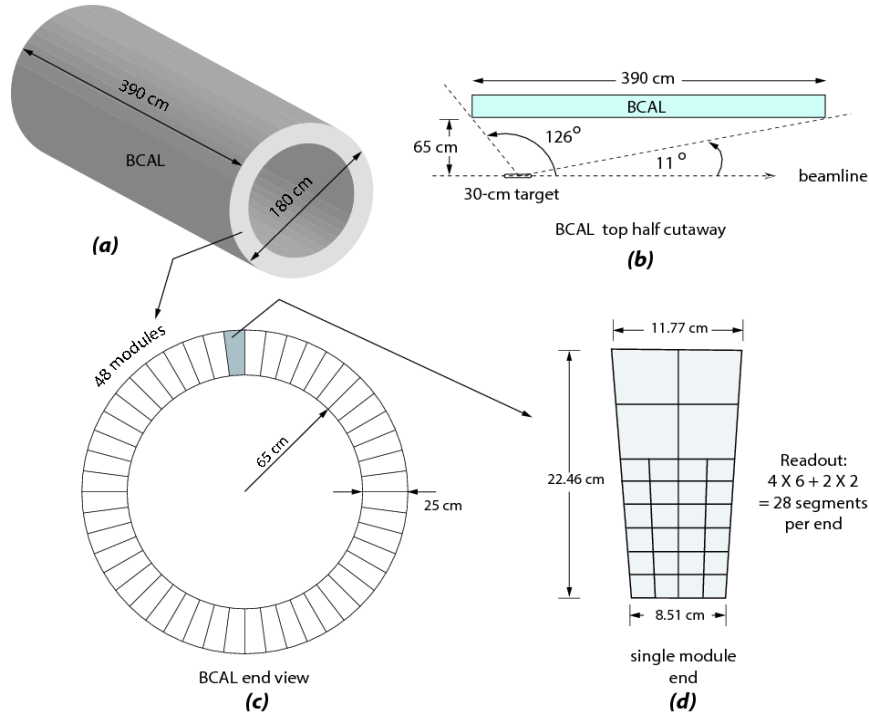 390 cm
BCAL
180 cm
(a)
390 cm
BCAL
65 cm
126°
11°
30-cm target
beamline
BCAL top half cutaway
(b)
48 modules
65 cm
25 cm
BCAL end view
(c)
11.77 cm
22.46 cm
Readout:
4 X 6 + 2 X 2
= 28 segments
per end
8.51 cm
single module
end
(d)